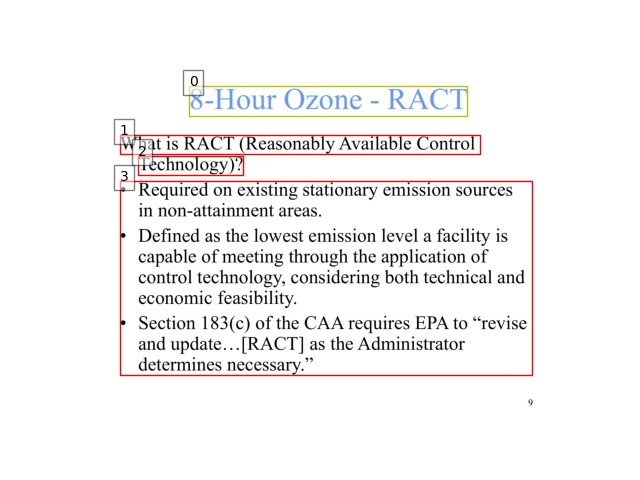 0
8-Hour Ozone - RACT
1
What is RACT (Reasonably Available Control
2
Technology)?
3
• Required on existing stationary emission sources
in non-attainment areas.
• Defined as the lowest emission level a facility is
capable of meeting through the application of
control technology, considering both technical and
economic feasibility.
• Section 183(c) of the CAA requires EPA to “revise
and update…[RACT] as the Administrator
determines necessary.”
9